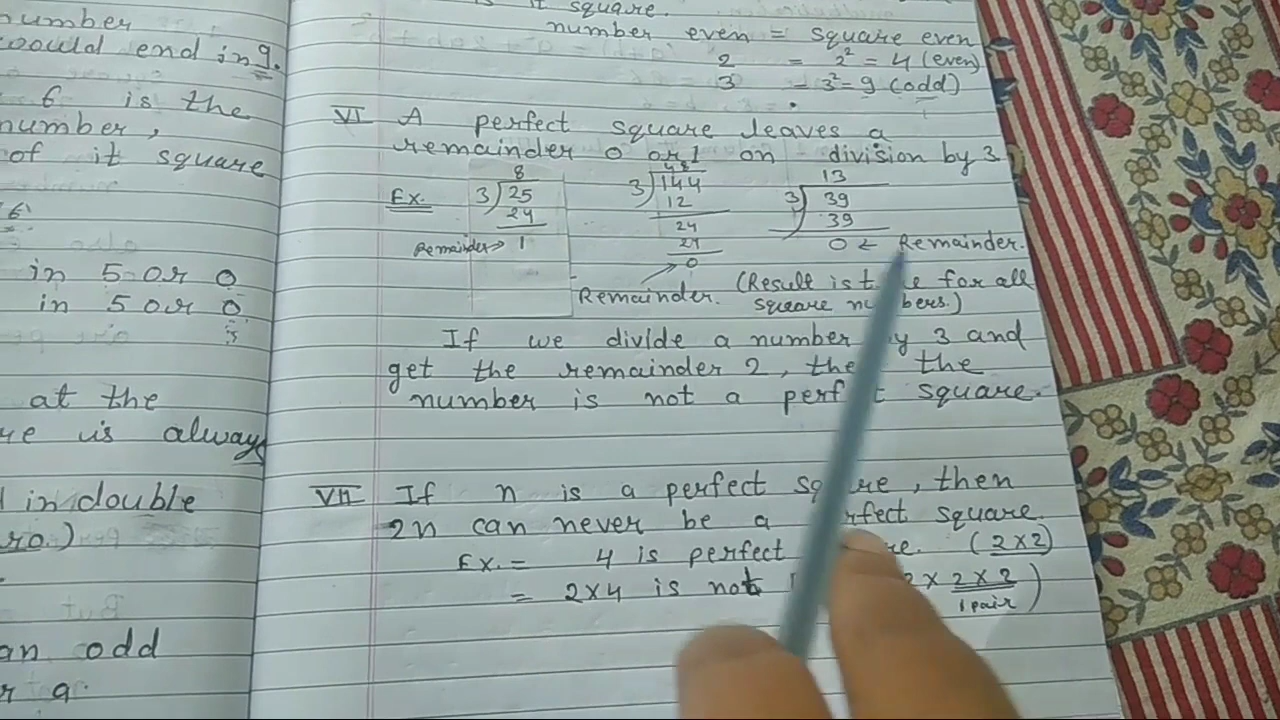 number
would end in 9.
6 is the
number,
of it square
6
in 5 or 0
in 5 or 0
at the
is always
in double
ro.)
an odd
r 9.
square.
number even = square even
2 = 2² = 4 (even)
3 = 3² = 9 (odd)
VI A perfect square leaves a
remainder 0 or 1 on division by 3
Ex.
8
3)25
24
Remainder→ 1
48
3)144
12
24
24
0
Remainder.
13
3)39
39
0 ← Remainder.
(Result is for all
square numbers.)
If we divide a number by 3 and
get the remainder 2, the the
number is not a perfect square.
VII If n is a perfect square, then
2n can never be a perfect square.
Ex. = 4 is perfect (2×2)
= 2×4 is not 2 × 2 × 2)
1 pair